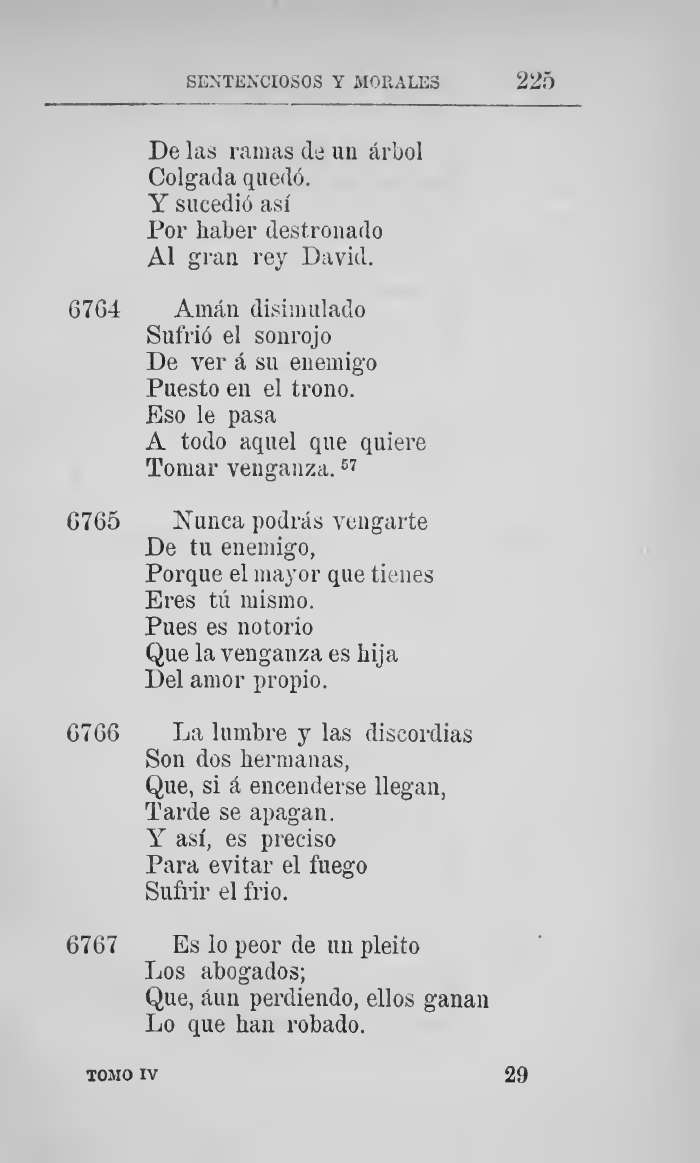 SENTENCIOSOS Y MORALES 225
De las ramas de un árbol
Colgada quedó.
Y sucedió así
Por haber destronado
Al gran rey David.
6764 Amán disimulado
Sufrió el sonrojo
De ver á su enemigo
Puesto en el trono.
Eso le pasa
A todo aquel que quiere
Tomar venganza. 57
6765 Nunca podrás vengarte
De tu enemigo,
Porque el mayor que tienes
Eres tú mismo.
Pues es notorio
Que la venganza es hija
Del amor propio.
6766 La lumbre y las discordias
Son dos hermanas,
Que, si á encenderse llegan,
Tarde se apagan.
Y así, es preciso
Para evitar el fuego
Sufrir el frio.
6767 Es lo peor de un pleito
Los abogados;
Que, áun perdiendo, ellos ganan
Lo que han robado.
TOMO IV 29